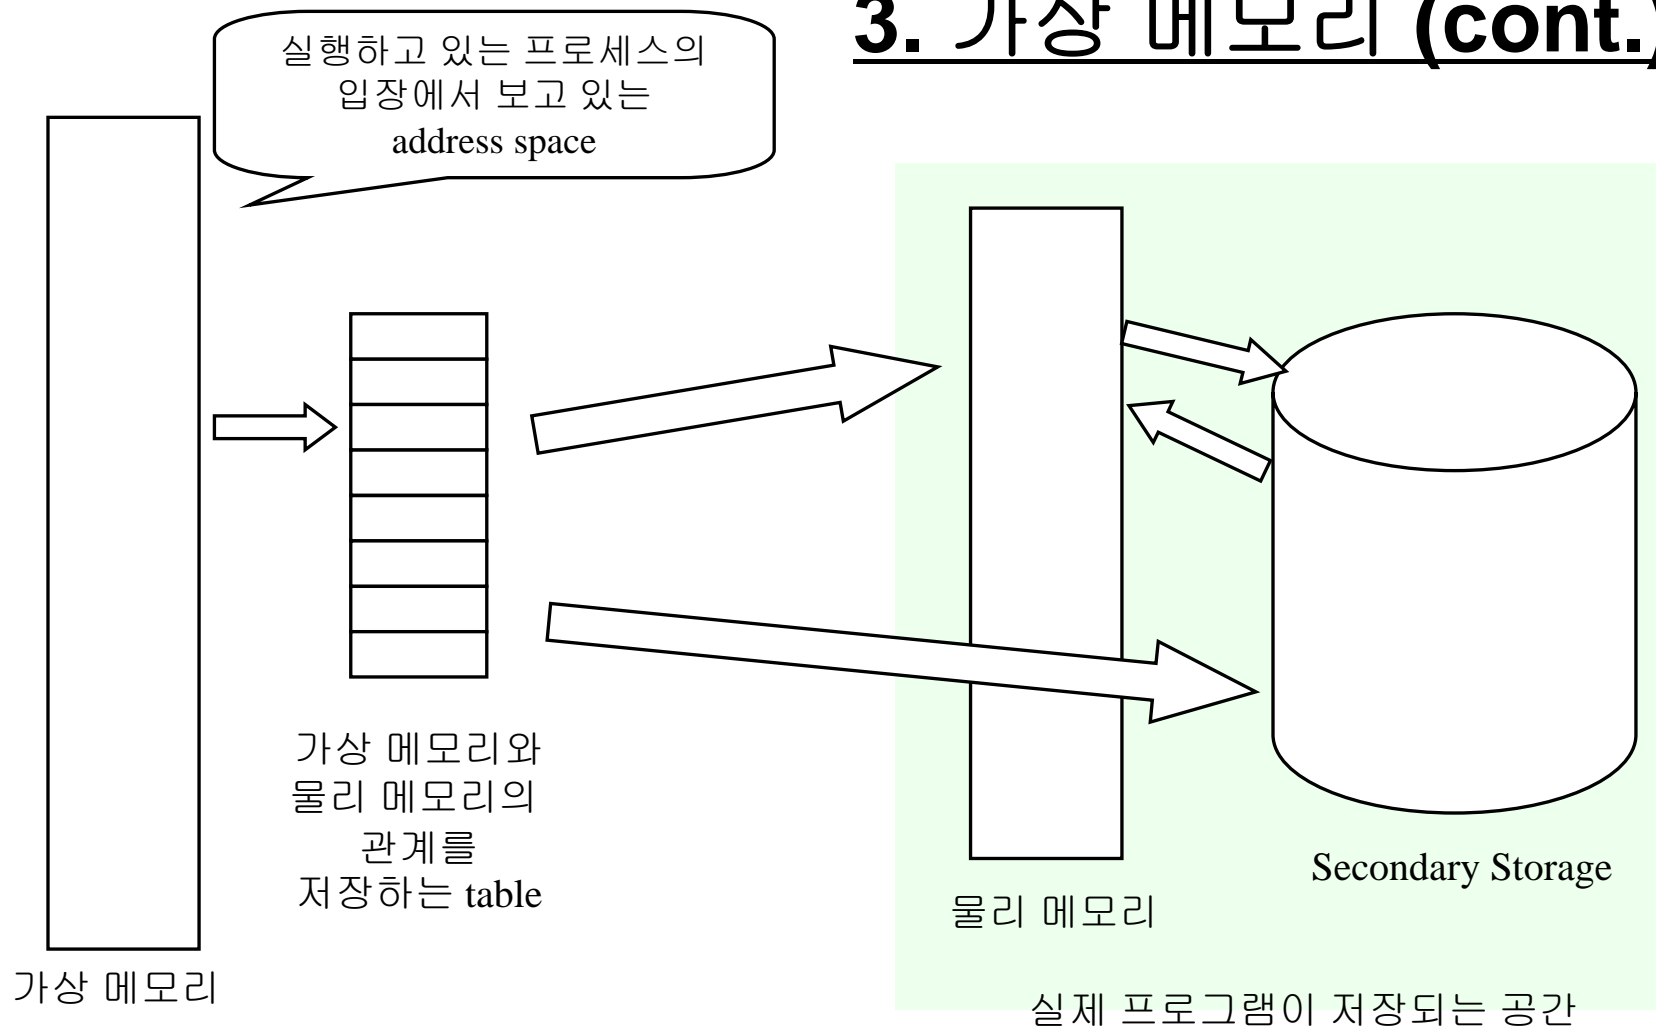 3. 가상 메모리 (cont.)
실행하고 있는 프로세스의
입장에서 보고 있는
address space
가상 메모리와
물리 메모리의
관계를
저장하는 table
가상 메모리
물리 메모리
Secondary Storage
실제 프로그램이 저장되는 공간